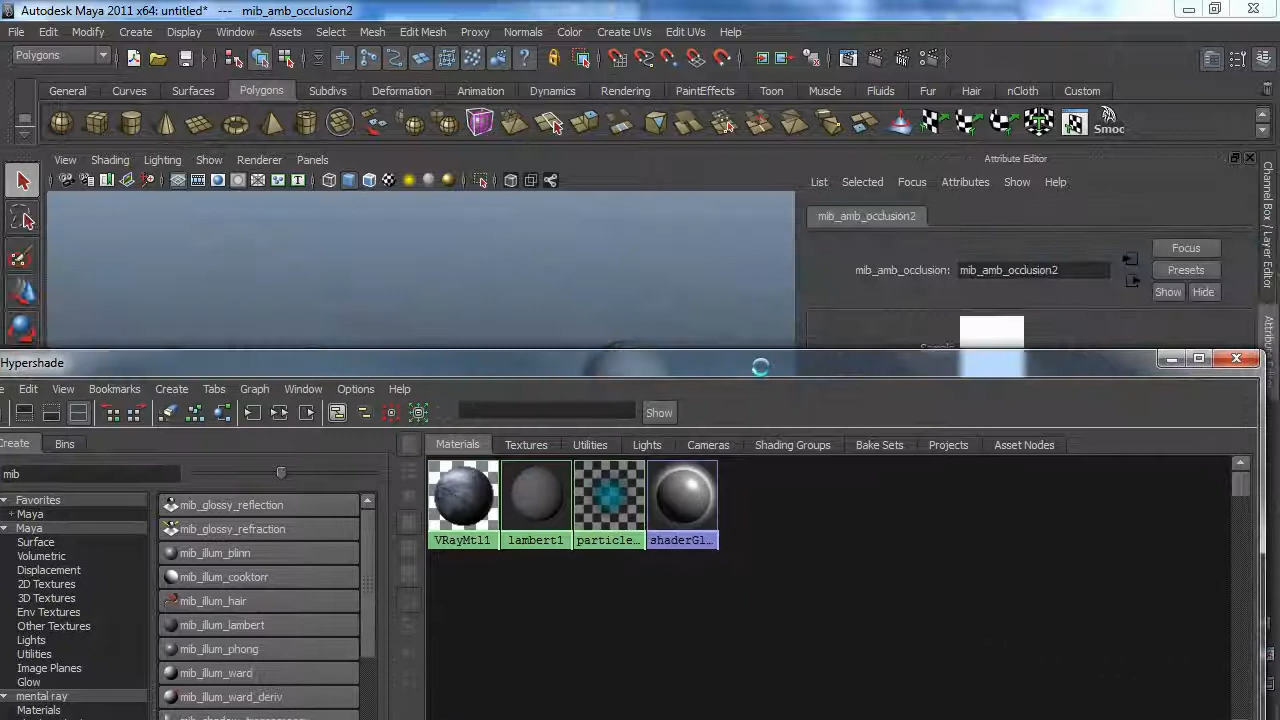 Autodesk Maya 2011 x64: untitled* --- mib_amb_occlusion2
File Edit Modify Create Display Window Assets Select Mesh Edit Mesh Proxy Normals Color Create UVs Edit UVs Help
Polygons
General Curves Surfaces Polygons Subdivs Deformation Animation Dynamics Rendering PaintEffects Toon Muscle Fluids Fur Hair nCloth Custom
Smoc
View Shading Lighting Show Renderer Panels
Attribute Editor
List Selected Focus Attributes Show Help
mib_amb_occlusion2
mib_amb_occlusion: mib_amb_occlusion2
Focus
Presets
Show Hide
Channel Box / Layer Editor
Hypershade
Edit View Bookmarks Create Tabs Graph Window Options Help
Show
Create Bins
mib
Favorites
+ Maya
Maya
Surface
Volumetric
Displacement
2D Textures
3D Textures
Env Textures
Other Textures
Lights
Utilities
Image Planes
Glow
mental ray
Materials
mib_glossy_reflection
mib_glossy_refraction
mib_illum_blinn
mib_illum_cooktorr
mib_illum_hair
mib_illum_lambert
mib_illum_phong
mib_illum_ward
mib_illum_ward_deriv
Materials Textures Utilities Lights Cameras Shading Groups Bake Sets Projects Asset Nodes
VRayMtl1 lambert1 particle... shaderGl...